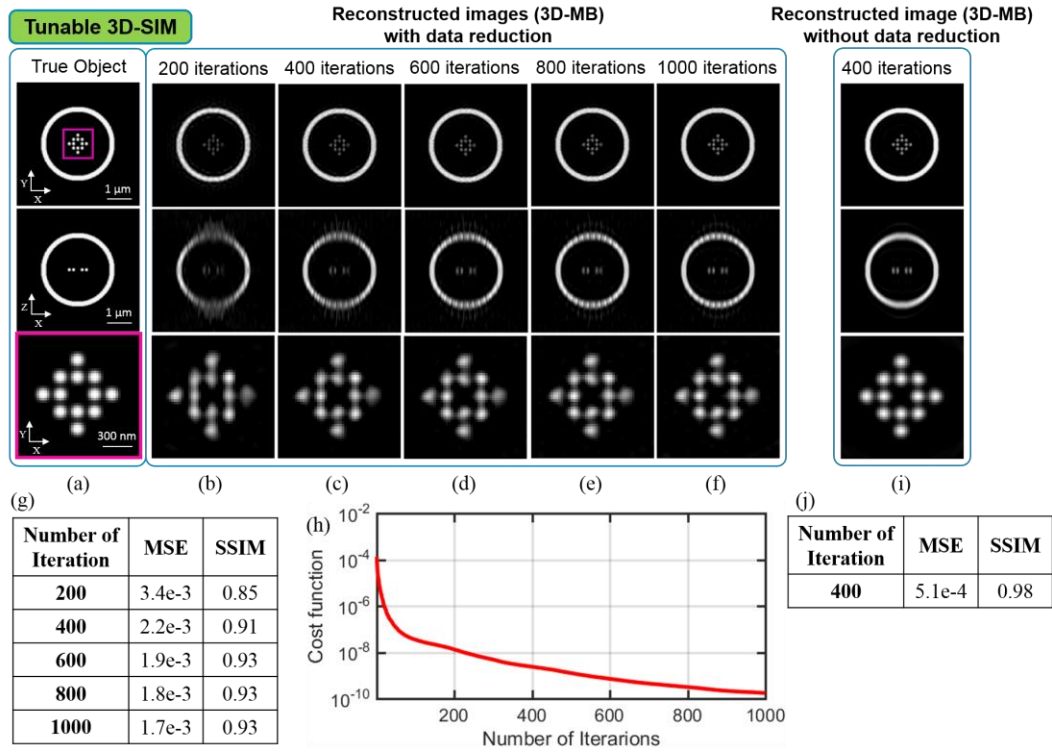 Tunable 3D-SIM
Reconstructed images (3D-MB)
with data reduction
Reconstructed image (3D-MB)
without data reduction
True Object
200 iterations
400 iterations
600 iterations
800 iterations
1000 iterations
400 iterations
Y
X
1 µm
Z
X
1 µm
Y
X
300 nm
(a)
(b)
(c)
(d)
(e)
(f)
(i)
(g)
Number of
Iteration
MSE
SSIM
200 3.4e-3 0.85
400 2.2e-3 0.91
600 1.9e-3 0.93
800 1.8e-3 0.93
1000 1.7e-3 0.93
(h)
Cost function
10^-2
10^-4
10^-6
10^-8
10^-10
200 400 600 800 1000
Number of Iterarions
(j)
Number of
Iteration
MSE
SSIM
400 5.1e-4 0.98